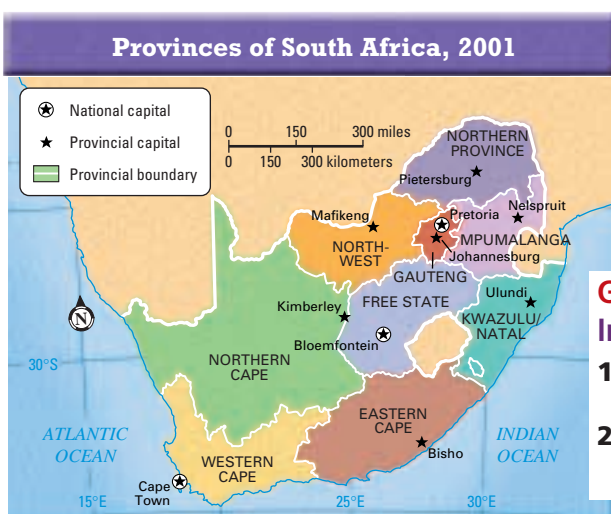 Provinces of South Africa, 2001
National capital
Provincial capital
Provincial boundary
0 150 300 miles
0 150 300 kilometers
NORTHERN
PROVINCE
Pietersburg
Nelspruit
Mafikeng
Pretoria
NORTH-
WEST
MPUMALANGA
Johannesburg
GAUTENG
Kimberley
FREE STATE
Ulundi
Bloemfontein
KWAZULU/
NATAL
N
30°S
NORTHERN
CAPE
EASTERN
CAPE
ATLANTIC
OCEAN
INDIAN
OCEAN
WESTERN
CAPE
Bisho
Cape
Town
15°E
25°E
30°E
G
1
2